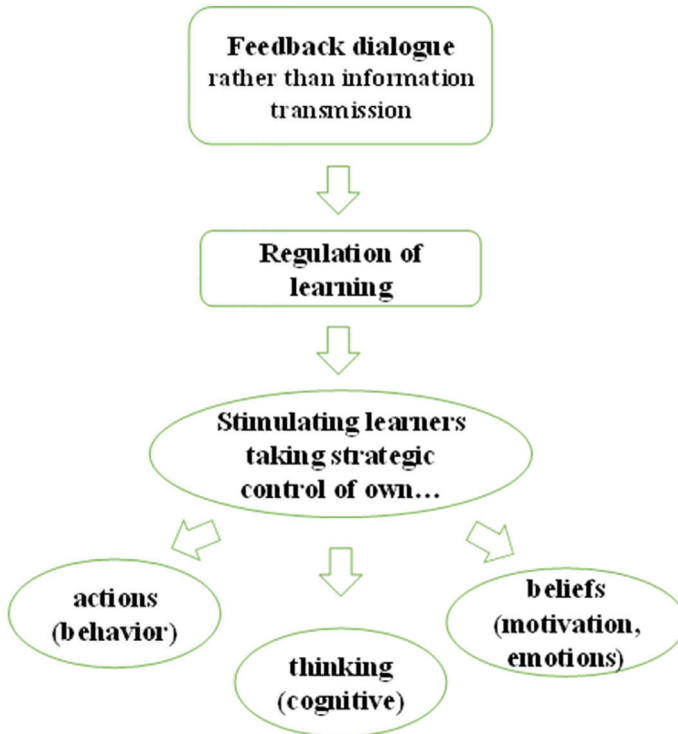 Feedback dialogue
rather than information
transmission
Regulation of
learning
Stimulating learners
taking strategic
control of own…
actions
(behavior)
thinking
(cognitive)
beliefs
(motivation,
emotions)